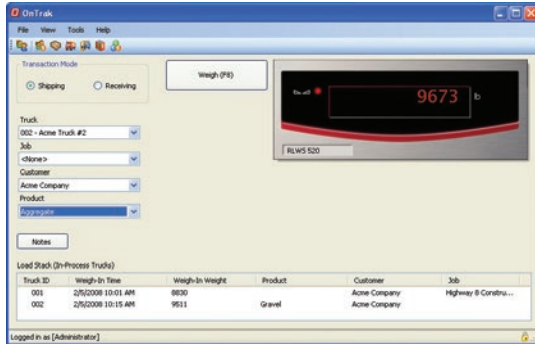 OnTrak
File View Tools Help
Transaction Mode
Shipping Receiving
Weigh (F8)
9673 lb
RLWS 520
Truck
002 - Acme Truck #2
Job
<None>
Customer
Acme Company
Product
Aggregate
Notes
Load Stack (In-Process Trucks)
Truck ID Weigh-In Time Weigh-In Weight Product Customer Job
001 2/5/2008 10:01 AM 8830 Acme Company Highway 8 Constru...
002 2/5/2008 10:15 AM 9511 Gravel Acme Company
Logged in as [Administrator]